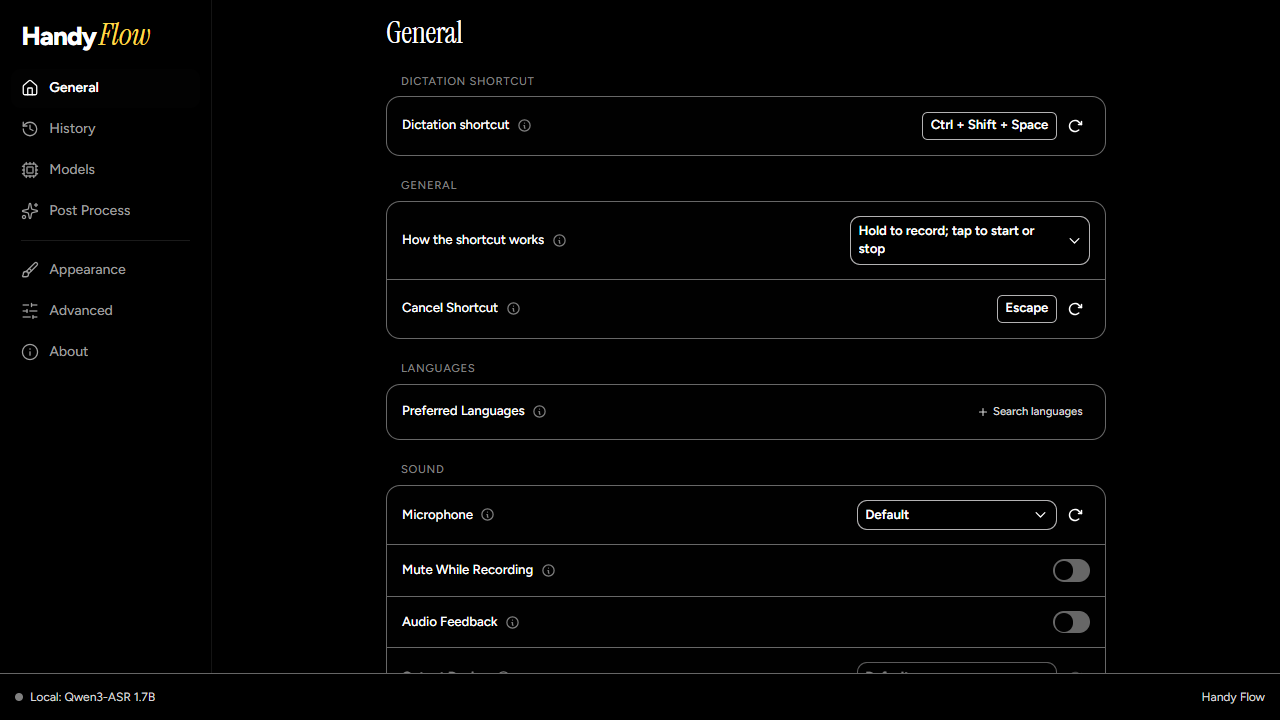 Handy Flow
General
History
Models
Post Process
Appearance
Advanced
About
General
DICTATION SHORTCUT
Dictation shortcut
Ctrl + Shift + Space
GENERAL
How the shortcut works
Hold to record; tap to start or
stop
Cancel Shortcut
Escape
LANGUAGES
Preferred Languages
+ Search languages
SOUND
Microphone
Default
Mute While Recording
Audio Feedback
Local: Qwen3-ASR 1.7B
Handy Flow